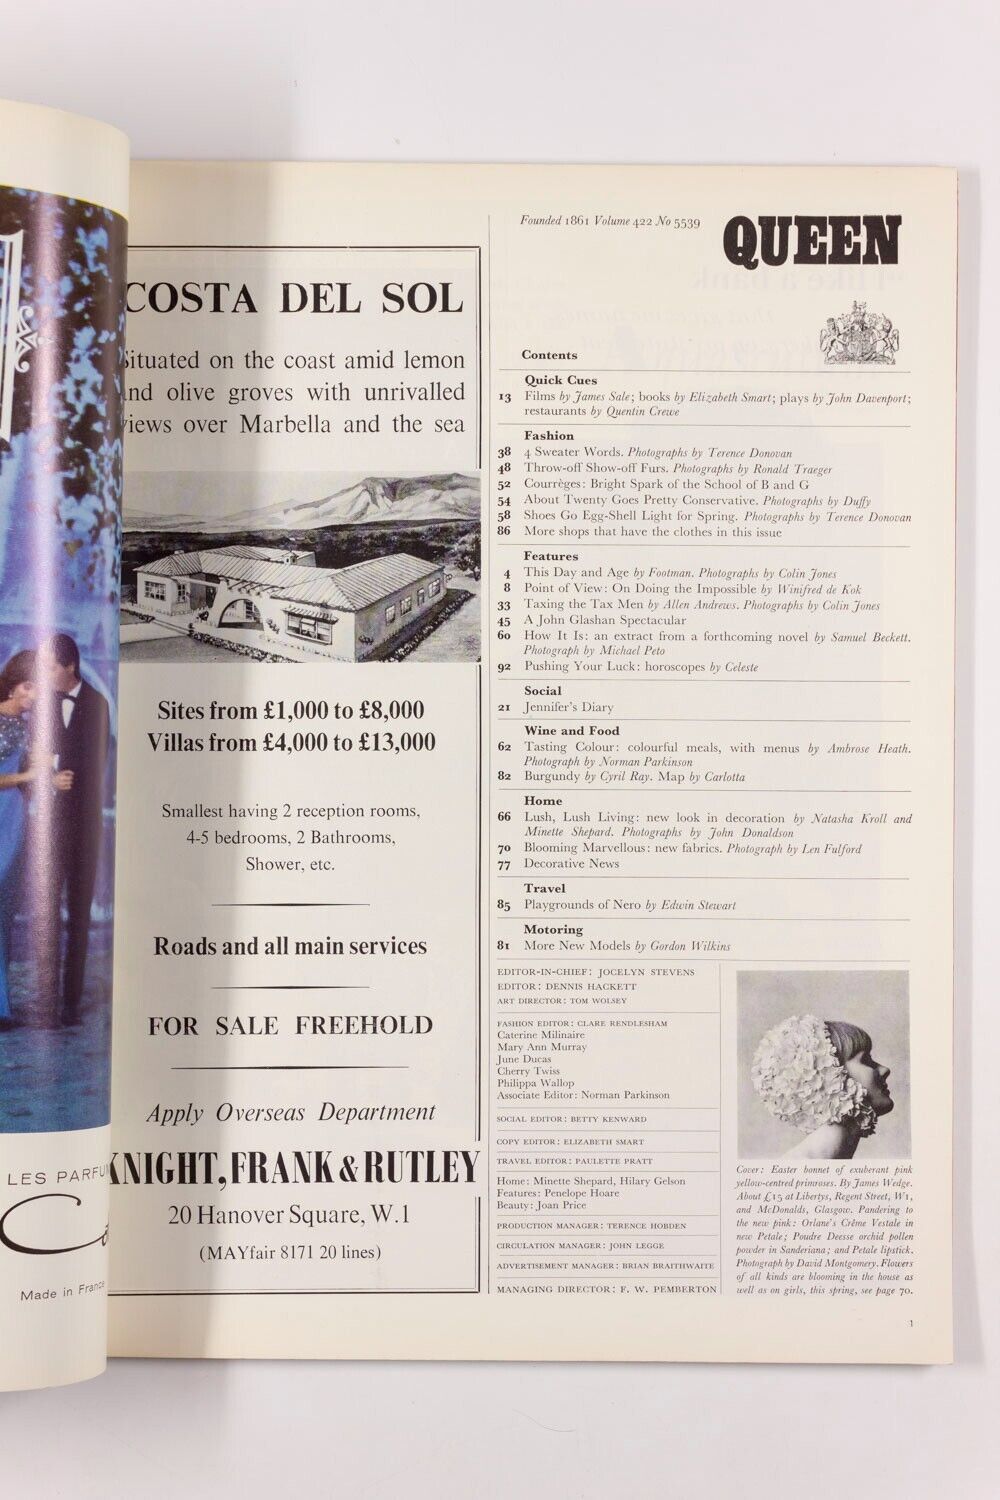 LES PARFUM
Made in France
COSTA DEL SOL
Situated on the coast amid lemon
and olive groves with unrivalled
views over Marbella and the sea
Sites from £1,000 to £8,000
Villas from £4,000 to £13,000
Smallest having 2 reception rooms,
4-5 bedrooms, 2 Bathrooms,
Shower, etc.
Roads and all main services
FOR SALE FREEHOLD
Apply Overseas Department
KNIGHT, FRANK & RUTLEY
20 Hanover Square, W.1
(MAYfair 8171 20 lines)
Founded 1861 Volume 422 No 5539
QUEEN
Contents
Quick Cues
13 Films by James Sale; books by Elizabeth Smart; plays by John Davenport;
restaurants by Quentin Crewe
Fashion
38 4 Sweater Words. Photographs by Terence Donovan
48 Throw-off Show-off Furs. Photographs by Ronald Traeger
52 Courrèges: Bright Spark of the School of B and G
54 About Twenty Goes Pretty Conservative. Photographs by Duffy
58 Shoes Go Egg-Shell Light for Spring. Photographs by Terence Donovan
86 More shops that have the clothes in this issue
Features
4 This Day and Age by Footman. Photographs by Colin Jones
8 Point of View: On Doing the Impossible by Winifred de Kok
33 Taxing the Tax Men by Allen Andrews. Photographs by Colin Jones
45 A John Glashan Spectacular
60 How It Is: an extract from a forthcoming novel by Samuel Beckett.
Photograph by Michael Peto
92 Pushing Your Luck: horoscopes by Celeste
Social
21 Jennifer's Diary
Wine and Food
62 Tasting Colour: colourful meals, with menus by Ambrose Heath.
Photograph by Norman Parkinson
82 Burgundy by Cyril Ray. Map by Carlotta
Home
66 Lush, Lush Living: new look in decoration by Natasha Kroll and
Minette Shepard. Photographs by John Donaldson
70 Blooming Marvellous: new fabrics. Photograph by Len Fulford
77 Decorative News
Travel
85 Playgrounds of Nero by Edwin Stewart
Motoring
81 More New Models by Gordon Wilkins
EDITOR-IN-CHIEF: JOCELYN STEVENS
EDITOR: DENNIS HACKETT
ART DIRECTOR: TOM WOLSEY
FASHION EDITOR: CLARE RENDLESHAM
Caterine Milinaire
Mary Ann Murray
June Ducas
Cherry Twiss
Philippa Wallop
Associate Editor: Norman Parkinson
SOCIAL EDITOR: BETTY KENWARD
COPY EDITOR: ELIZABETH SMART
TRAVEL EDITOR: PAULETTE PRATT
Home: Minette Shepard, Hilary Gelson
Features: Penelope Hoare
Beauty: Joan Price
PRODUCTION MANAGER: TERENCE HOBDEN
CIRCULATION MANAGER: JOHN LEGGE
ADVERTISEMENT MANAGER: BRIAN BRAITHWAITE
MANAGING DIRECTOR: F. W. PEMBERTON
Cover: Easter bonnet of exuberant pink
yellow-centred primroses. By James Wedge.
About £15 at Libertys, Regent Street, W1,
and McDonalds, Glasgow. Pandering to
the new pink: Orlane's Crême Vestale in
new Petale; Poudre Deesse orchid pollen
powder in Sanderiana; and Petale lipstick.
Photograph by David Montgomery. Flowers
of all kinds are blooming in the house as
well as on girls, this spring, see page 70.
1